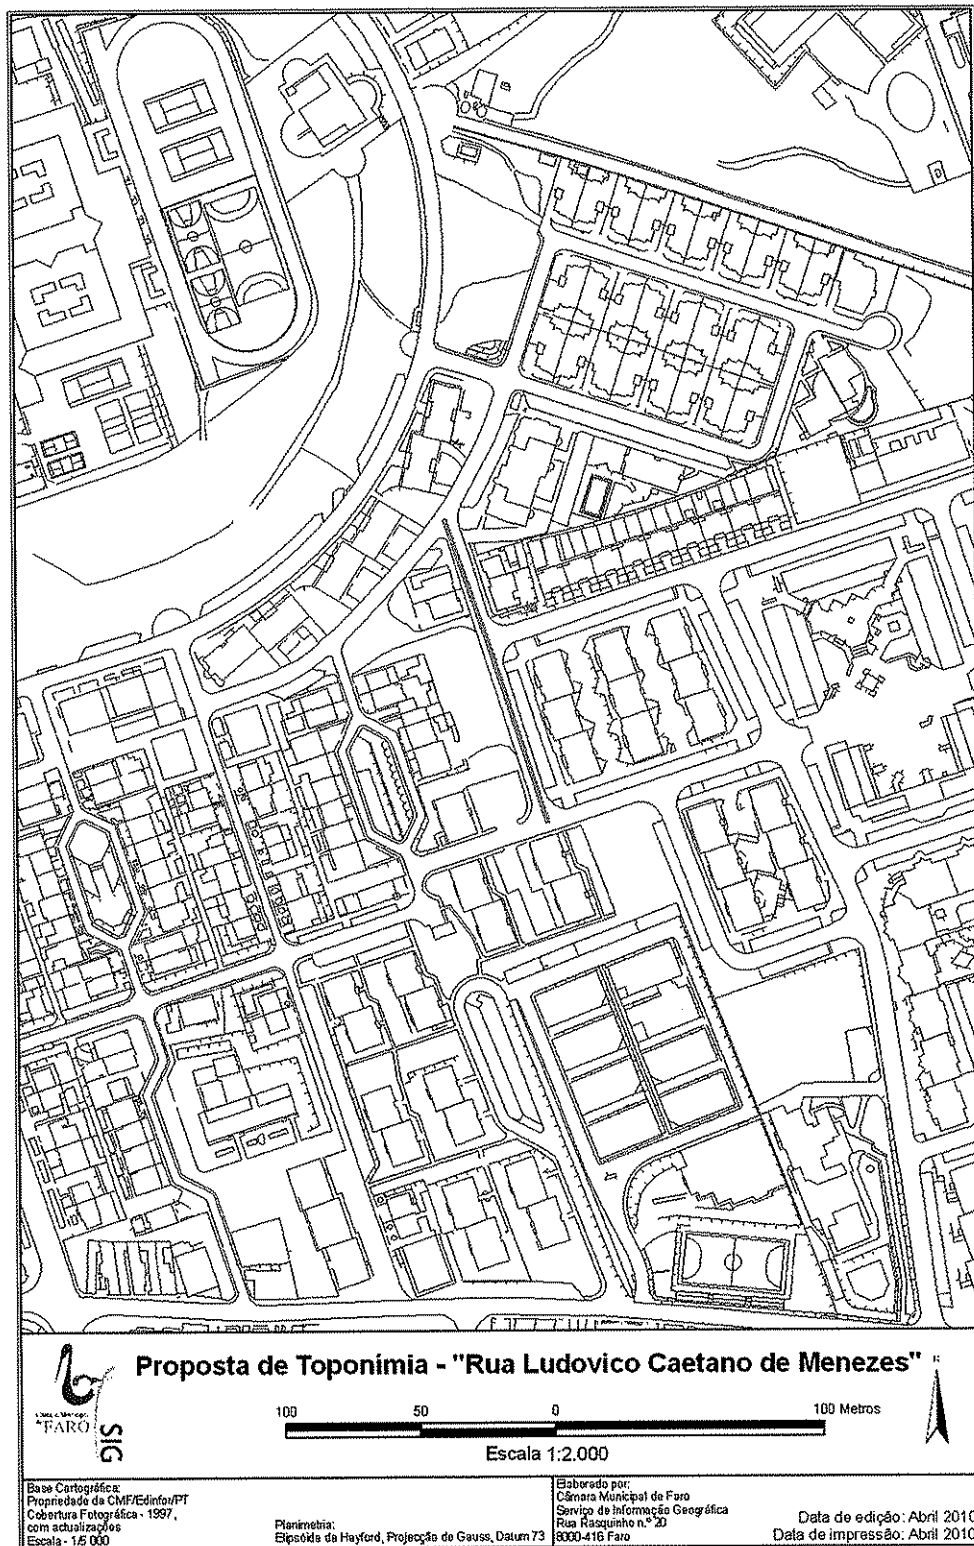 Proposta de Toponímia - "Rua Ludovico Caetano de Menezes"
N
FARO
SIG
100 50 0 100 Metros
Escala 1:2.000
Base Cartográfica:
Propriedade da CMF/Edinfor/PT
Cobertura Fotográfica - 1997,
com actualizações
Escala - 1/5 000
Planimetria:
Elipsóide de Hayford, Projecção de Gauss, Datum 73
Elaborado por:
Câmara Municipal de Faro
Serviço de Informação Geográfica
Rua Rasquinho n.º 20
8000-416 Faro
Data de edição: Abril 2010
Data de impressão: Abril 2010